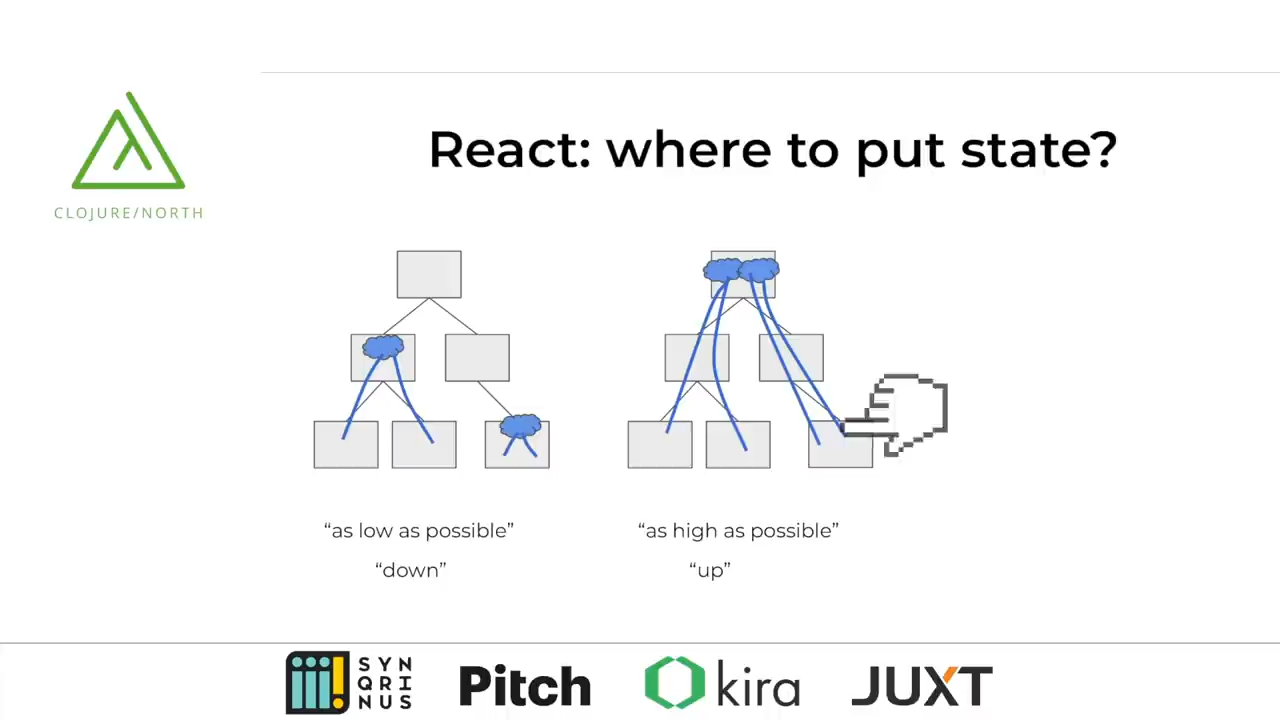 React: where to put state?
CLOJURE/NORTH
“as low as possible”
“as high as possible”
“down”
“up”
SYN
QRI
NUS
Pitch
kira
JUXT